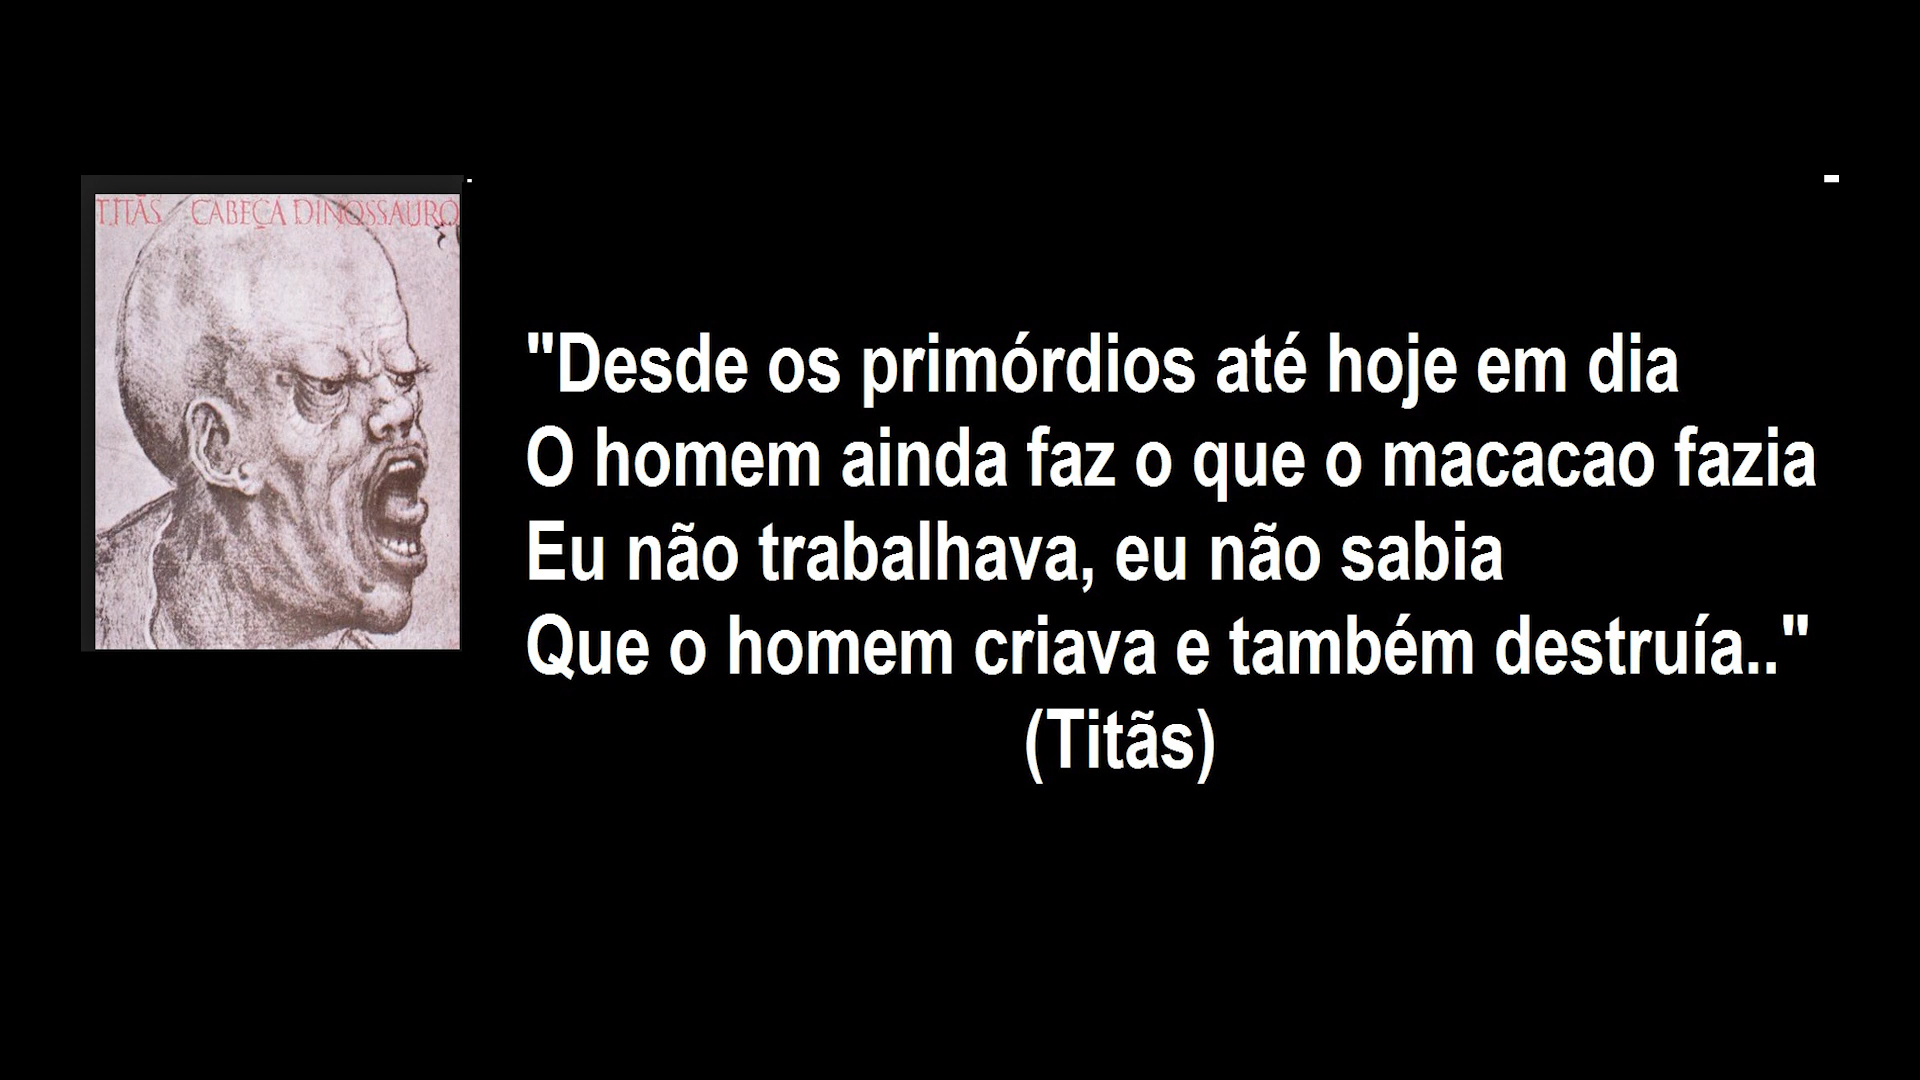 TITÃS CABEÇA DINOSSAURO
"Desde os primórdios até hoje em dia
O homem ainda faz o que o macacao fazia
Eu não trabalhava, eu não sabia
Que o homem criava e também destruía.."
(Titãs)